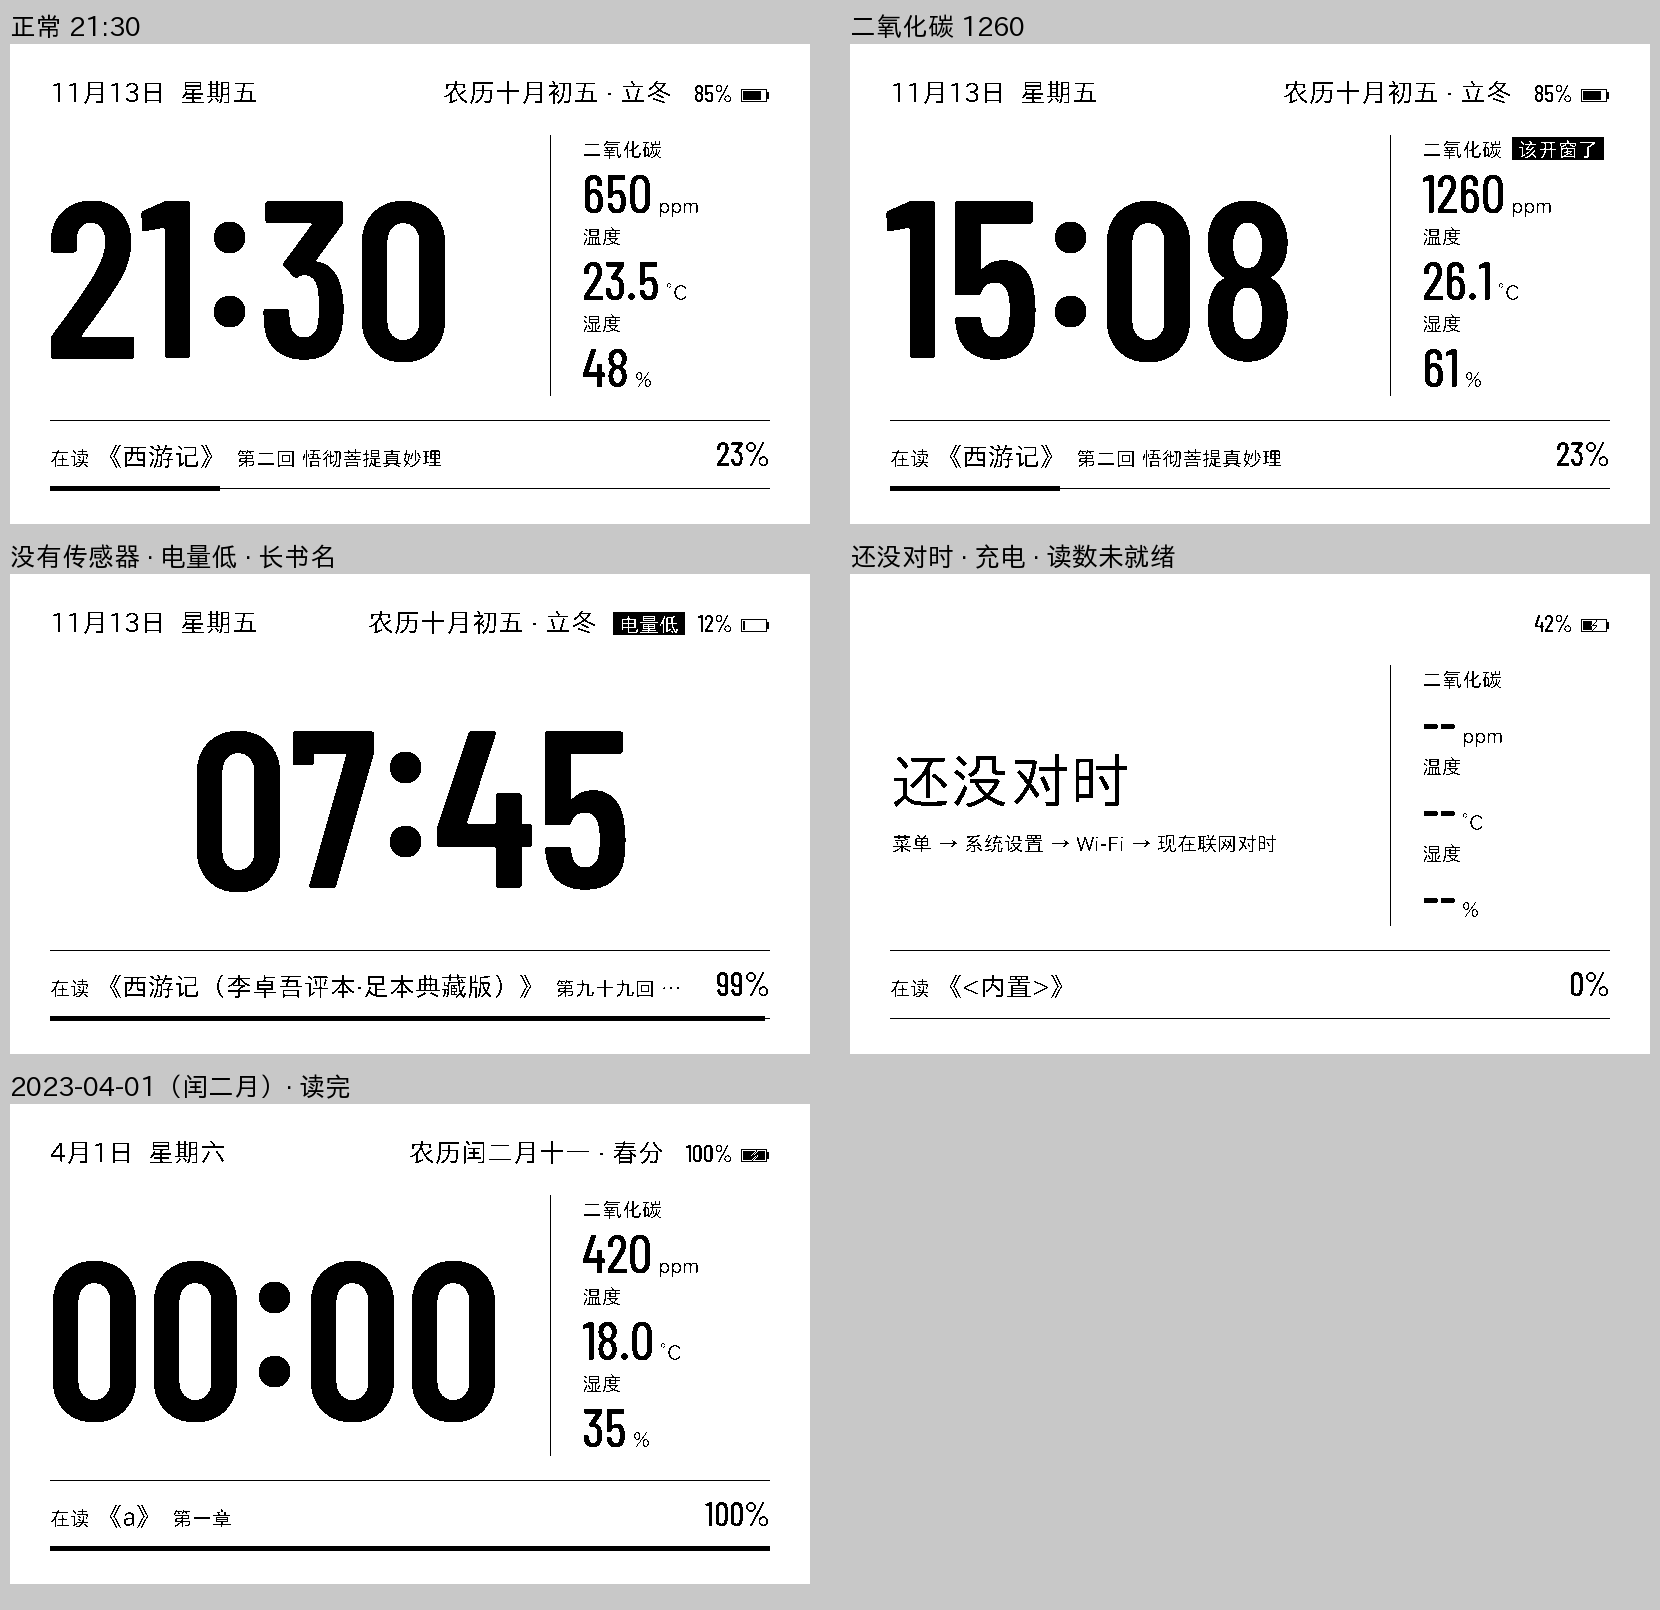 正常 21:30
11月13日 星期五 农历十月初五 · 立冬 85%
二氧化碳
650 ppm
21:30
温度
23.5 °C
湿度
48 %
在读 《西游记》 第二回 悟彻菩提真妙理 23%
二氧化碳 1260
11月13日 星期五 农历十月初五 · 立冬 85%
二氧化碳 该开窗了
1260 ppm
15:08
温度
26.1 °C
湿度
61 %
在读 《西游记》 第二回 悟彻菩提真妙理 23%
没有传感器 · 电量低 · 长书名
11月13日 星期五 农历十月初五 · 立冬 电量低 12%
07:45
在读 《西游记（李卓吾评本·足本典藏版）》 第九十九回 … 99%
还没对时 · 充电 · 读数未就绪
42%
二氧化碳
-- ppm
温度
还没对时
-- °C
菜单 → 系统设置 → Wi-Fi → 现在联网对时
湿度
-- %
在读 《<内置>》 0%
2023-04-01（闰二月）· 读完
4月1日 星期六 农历闰二月十一 · 春分 100%
二氧化碳
420 ppm
00:00
温度
18.0 °C
湿度
35 %
在读 《a》 第一章 100%